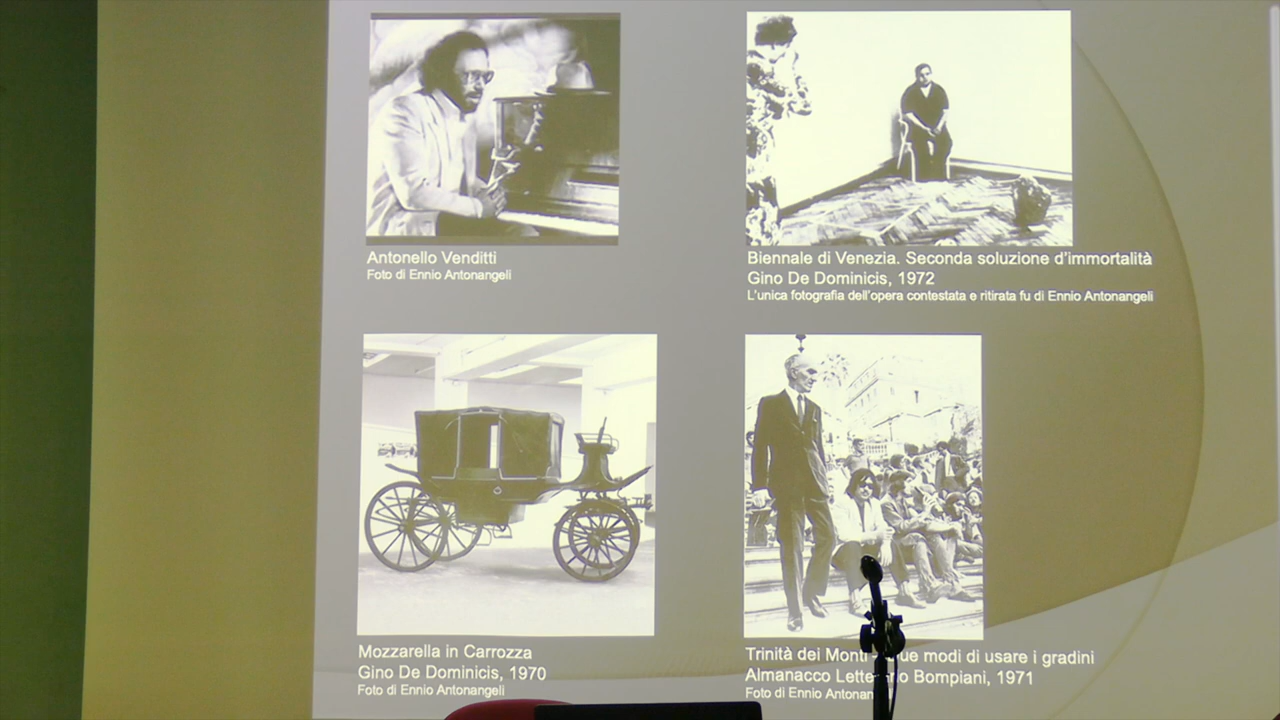 Antonello Venditti
Foto di Ennio Antonangeli
Biennale di Venezia. Seconda soluzione d'immortalità
Gino De Dominicis, 1972
L'unica fotografia dell'opera contestata e ritirata fu di Ennio Antonangeli
Mozzarella in Carrozza
Gino De Dominicis, 1970
Foto di Ennio Antonangeli
Trinità dei Monti - modi di usare i gradini
Almanacco Bompiani, 1971
Foto di Ennio